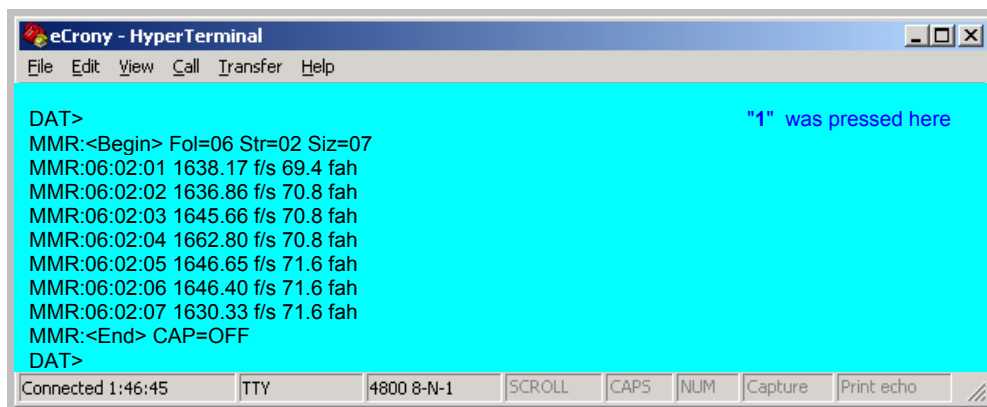 eCrony - HyperTerminal
File Edit View Call Transfer Help
DAT> "1" was pressed here
MMR:<Begin> Fol=06 Str=02 Siz=07
MMR:06:02:01 1638.17 f/s 69.4 fah
MMR:06:02:02 1636.86 f/s 70.8 fah
MMR:06:02:03 1645.66 f/s 70.8 fah
MMR:06:02:04 1662.80 f/s 70.8 fah
MMR:06:02:05 1646.65 f/s 71.6 fah
MMR:06:02:06 1646.40 f/s 71.6 fah
MMR:06:02:07 1630.33 f/s 71.6 fah
MMR:<End> CAP=OFF
DAT>
Connected 1:46:45 TTY 4800 8-N-1 SCROLL CAPS NUM Capture Print echo